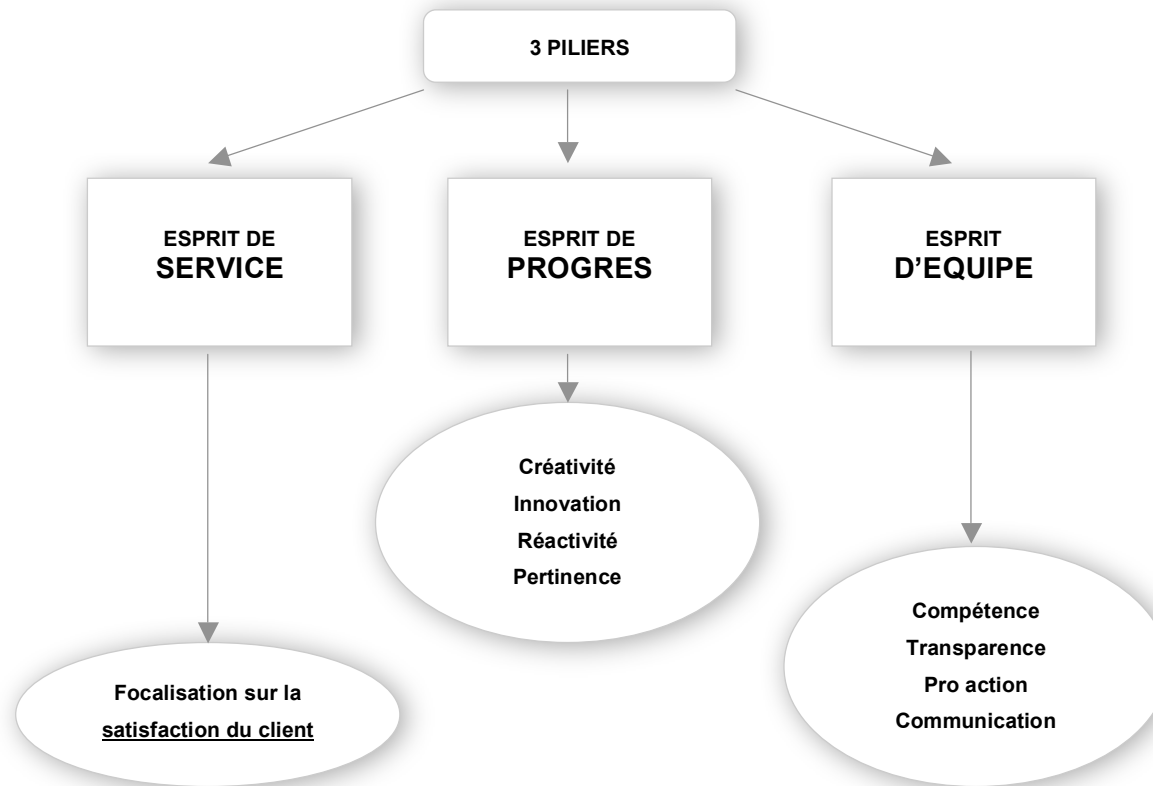 3 PILIERS
ESPRIT DE
SERVICE
ESPRIT DE
PROGRES
ESPRIT
D’EQUIPE
Créativité
Innovation
Réactivité
Pertinence
Compétence
Transparence
Pro action
Communication
Focalisation sur la
satisfaction du client